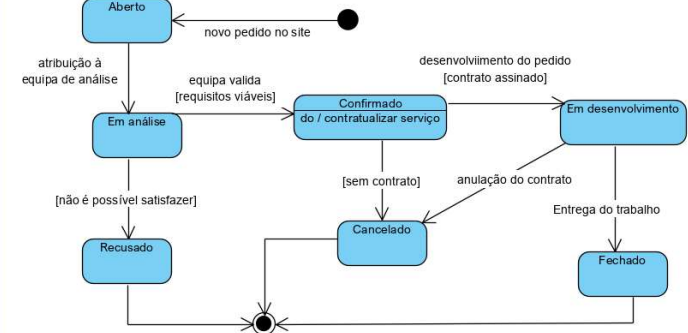 Aberto
novo pedido no site
atribuição à
equipa de análise
equipa valida
[requisitos viáveis]
desenvolviimento do pedido
[contrato assinado]
Em análise
Confirmado
do / contratualizar serviço
Em desenvolvimento
[não é possível satisfazer]
[sem contrato]
anulação do contrato
Entrega do trabalho
Recusado
Cancelado
Fechado